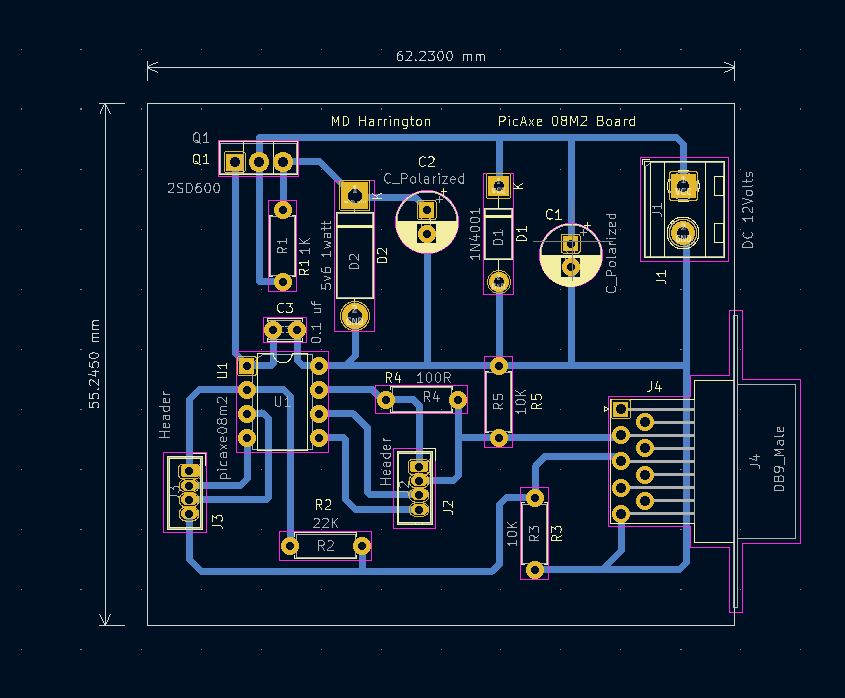 62.2300 mm
MD Harrington
PicAxe 08M2 Board
Q1
Q1
2SD600
C2
C_Polarized
K
K
C1
C_Polarized
J1
DC 12Volts
J1
R1
R1 1K
5v6 1watt
D2
D2
1N4001
D1
D1
C3
0.1 uf
55.2450 mm
U1
U1
picaxe08m2
R4
100R
R4
R5
10K
R5
J4
J4
DB9_Male
Header
J3
J3
Header
J2
R2
22K
R2
10K
R3
R3
VCC
GND
GND